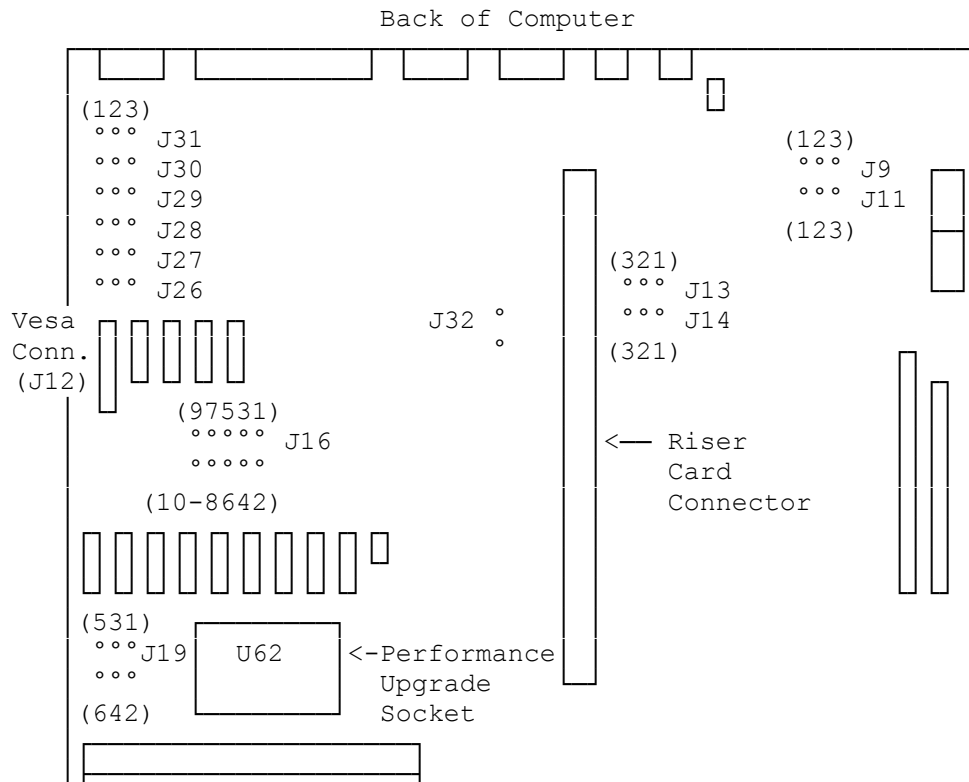 Back of Computer
(123)
°°° J31
(123)
°°° J30
°°° J9
°°° J29
°°° J11
°°° J28
(123)
°°° J27
(321)
°°° J26
°°° J13
Vesa
J32 °
°°° J14
Conn.
°
(321)
(J12)
(97531)
°°°°° J16
<—— Riser
°°°°°
Card
(10-8642)
Connector
(531)
°°° J19
U62
<-Performance
°°°
Upgrade
(642)
Socket